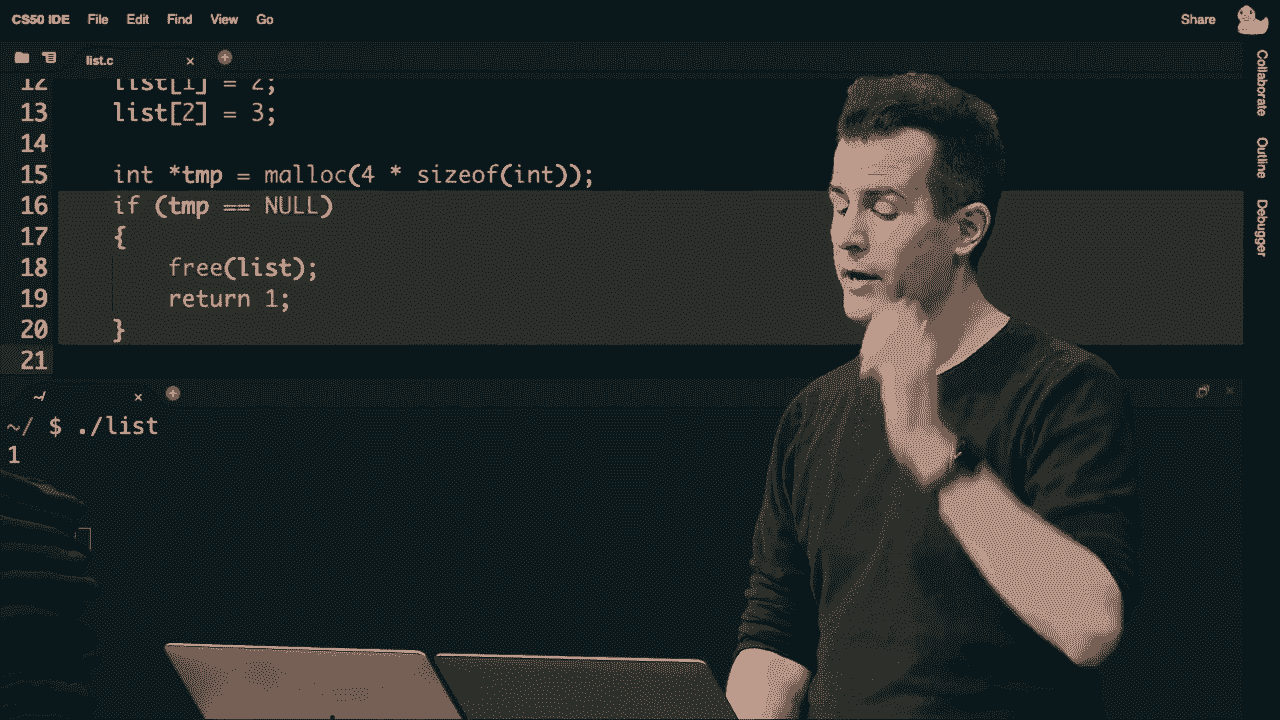 CS50 IDE File Edit Find View Go Share
list.c
12 list[1] = 2;
13 list[2] = 3;
14
15 int *tmp = malloc(4 * sizeof(int));
16 if (tmp == NULL)
17 {
18 free(list);
19 return 1;
20 }
21
Collaborate
Outline
Debugger
~/
~/ $ ./list
1